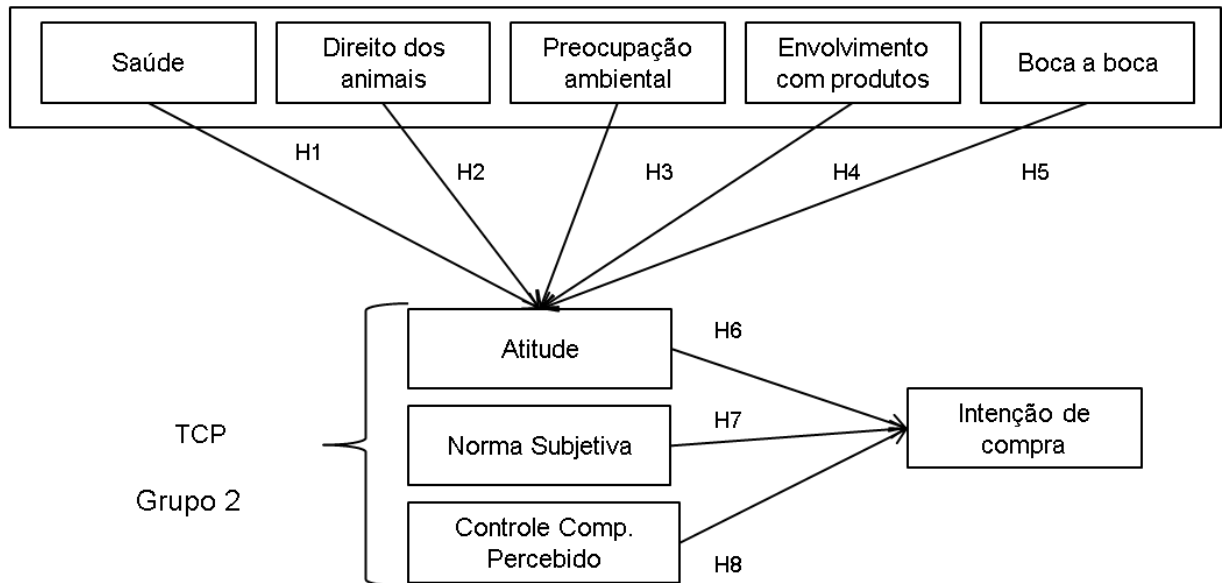 Saúde
Direito dos
animais
Preocupação
ambiental
Envolvimento
com produtos
Boca a boca
H1
H2
H3
H4
H5
Atitude
H6
Norma Subjetiva
H7
Controle Comp.
Percebido
H8
TCP
Grupo 2
Intenção de
compra